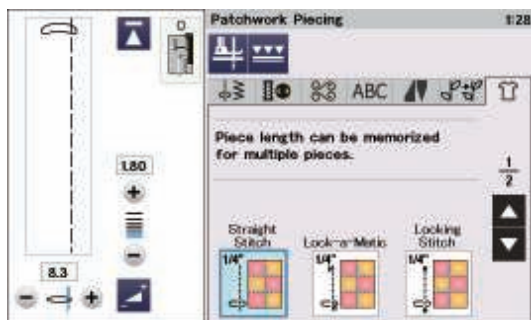 D
1.80
8.3
Patchwork Piecing
1:28
ABC
Piece length can be memorized
for multiple pieces.
1
2
Straight
Stitch
Lock-a-Matic
Locking
Stitch
1/4"
1/4"
1/4"